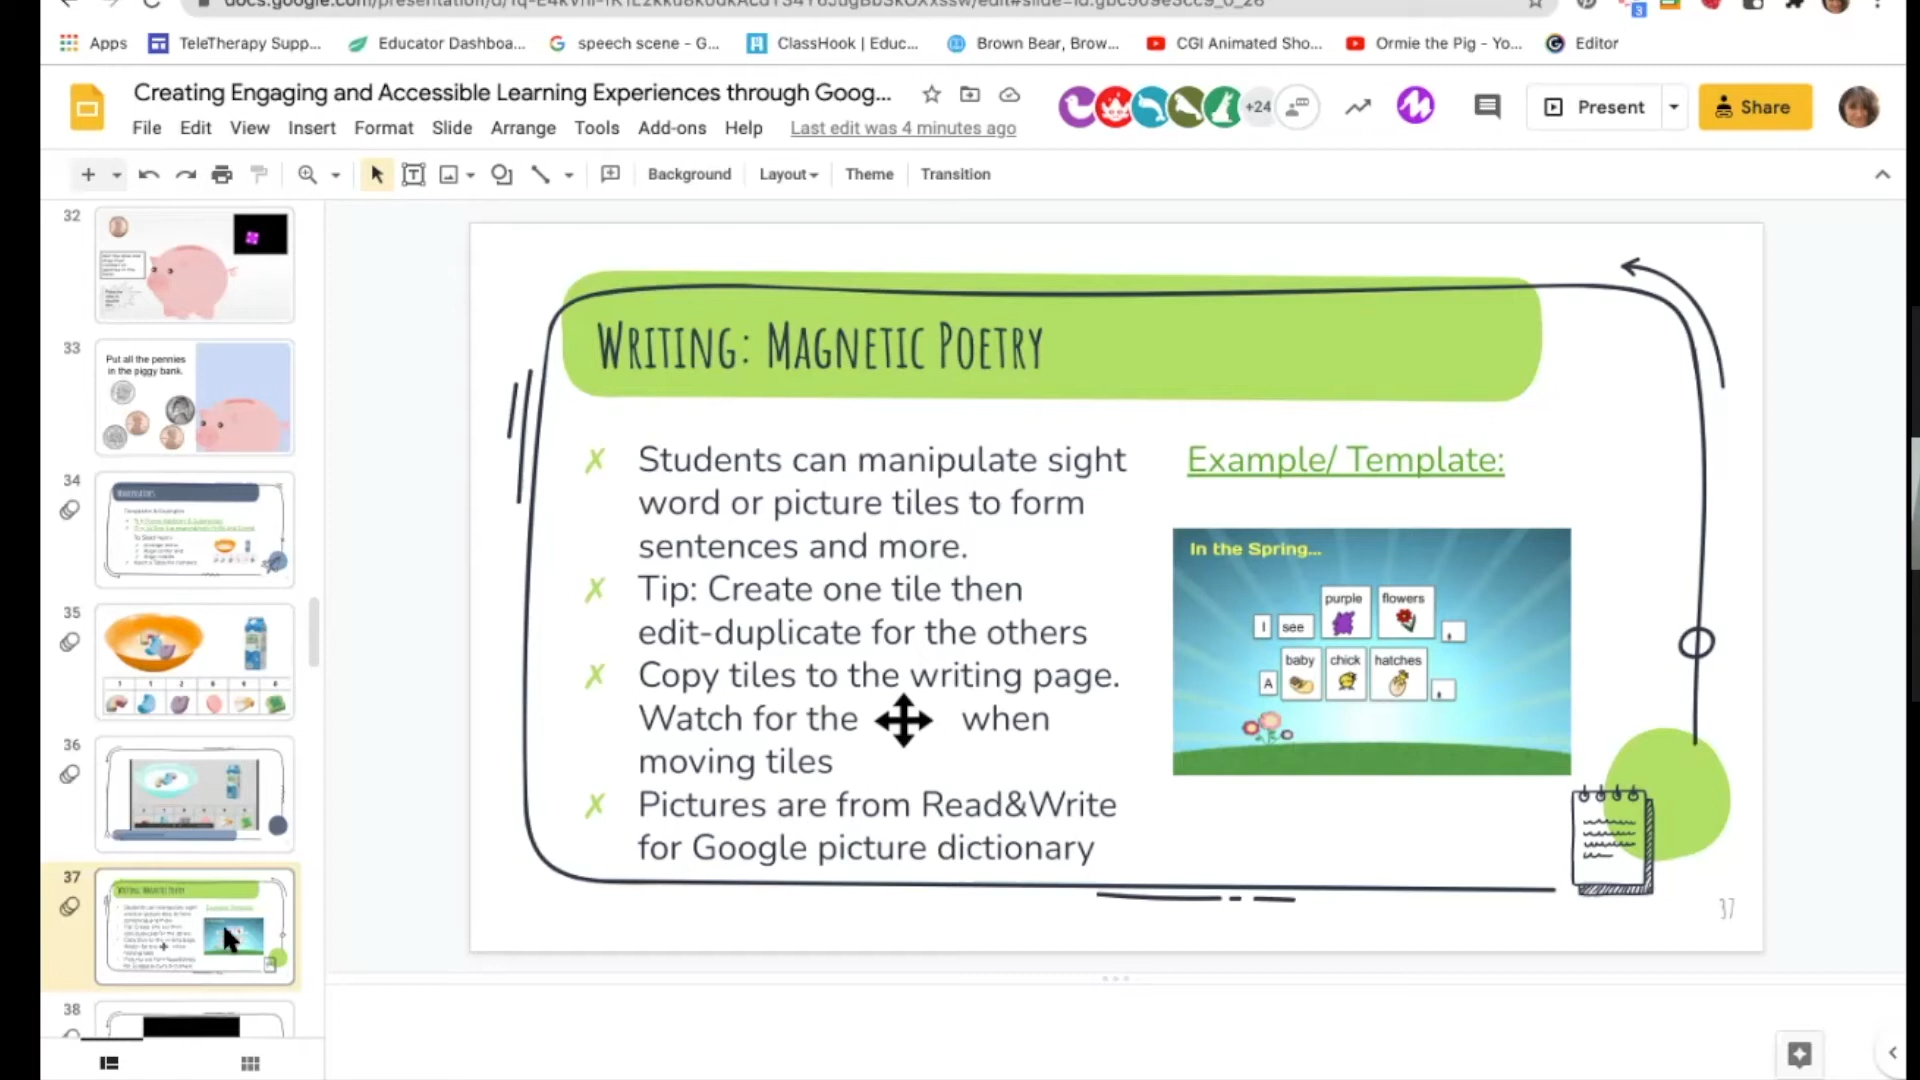 Apps
TeleTherapy Supp...
Educator Dashboa...
speech scene - G...
ClassHook | Educ...
Brown Bear, Brow...
CGI Animated Sho...
Ormie the Pig - Yo...
Editor
Creating Engaging and Accessible Learning Experiences through Goog...
+24
Present
Share
File Edit View Insert Format Slide Arrange Tools Add-ons Help Last edit was 4 minutes ago
Background Layout Theme Transition
32
33
Put all the pennies
in the piggy bank.
34
35
36
37
38
Writing: Magnetic Poetry
✗ Students can manipulate sight
word or picture tiles to form
sentences and more.
✗ Tip: Create one tile then
edit-duplicate for the others
✗ Copy tiles to the writing page.
Watch for the when
moving tiles
✗ Pictures are from Read&Write
for Google picture dictionary
Example/ Template:
In the Spring...
I see purple flowers .
A baby chick hatches .
37